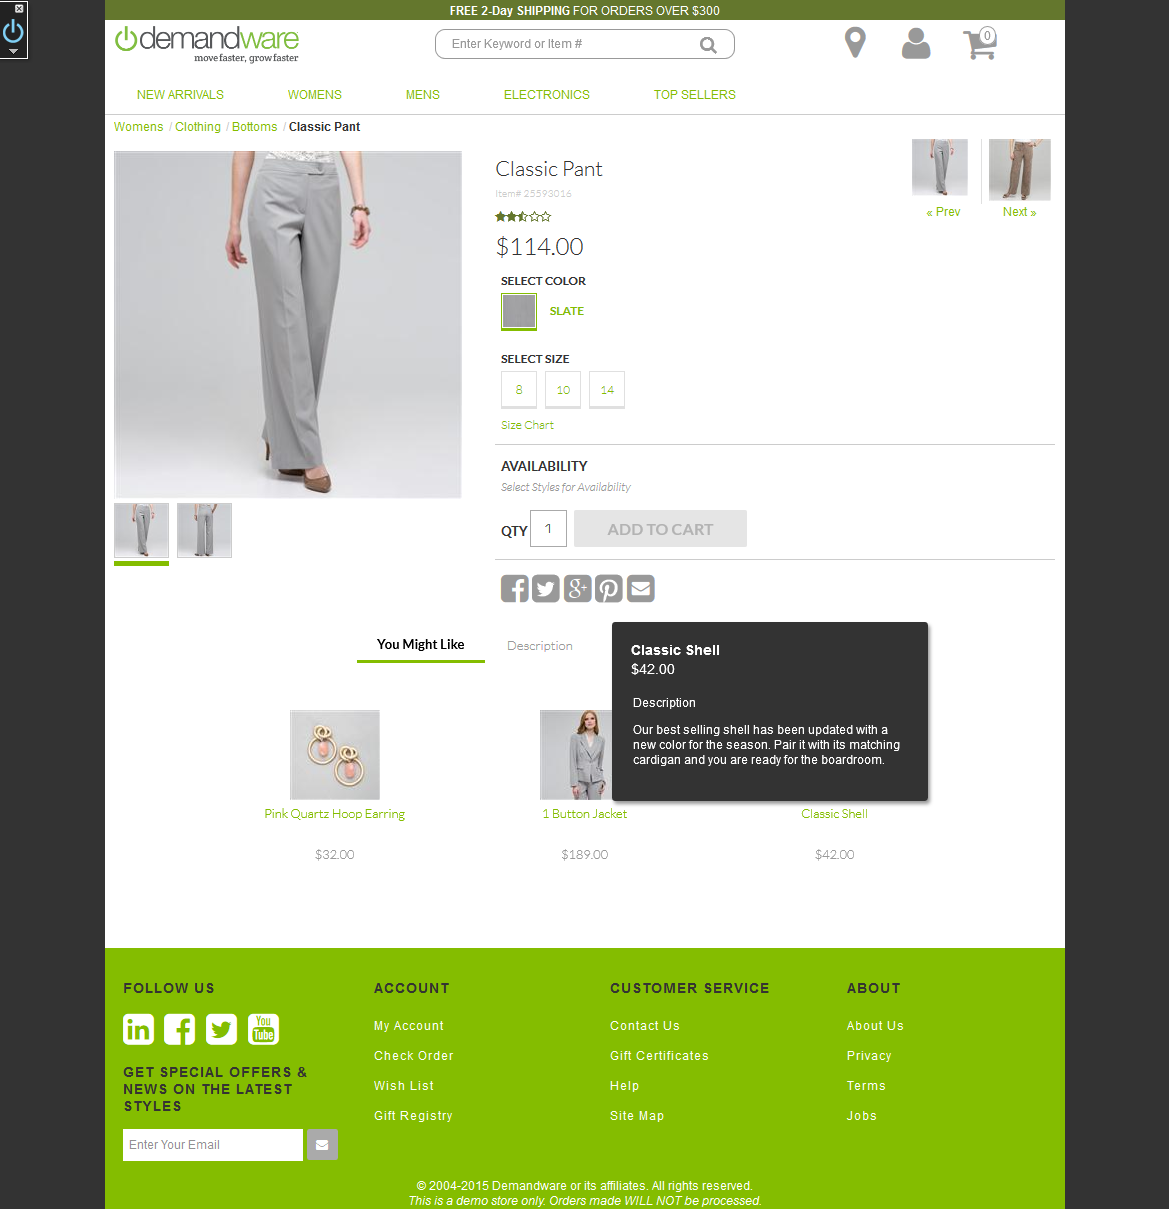 FREE 2-Day SHIPPING FOR ORDERS OVER $300
demandware
move faster, grow faster
Enter Keyword or Item #
0
NEW ARRIVALS WOMENS MENS ELECTRONICS TOP SELLERS
Womens / Clothing / Bottoms / Classic Pant
Classic Pant
Item# 25593016
« Prev Next »
$114.00
SELECT COLOR
SLATE
SELECT SIZE
8 10 14
Size Chart
AVAILABILITY
Select Styles for Availability
QTY 1 ADD TO CART
You Might Like Description
Classic Shell
$42.00
Description
Our best selling shell has been updated with a
new color for the season. Pair it with its matching
cardigan and you are ready for the boardroom.
Pink Quartz Hoop Earring 1 Button Jacket Classic Shell
$32.00 $189.00 $42.00
FOLLOW US
You
Tube
GET SPECIAL OFFERS &
NEWS ON THE LATEST
STYLES
Enter Your Email
ACCOUNT
My Account
Check Order
Wish List
Gift Registry
CUSTOMER SERVICE
Contact Us
Gift Certificates
Help
Site Map
ABOUT
About Us
Privacy
Terms
Jobs
© 2004-2015 Demandware or its affiliates. All rights reserved.
This is a demo store only. Orders made WILL NOT be processed.